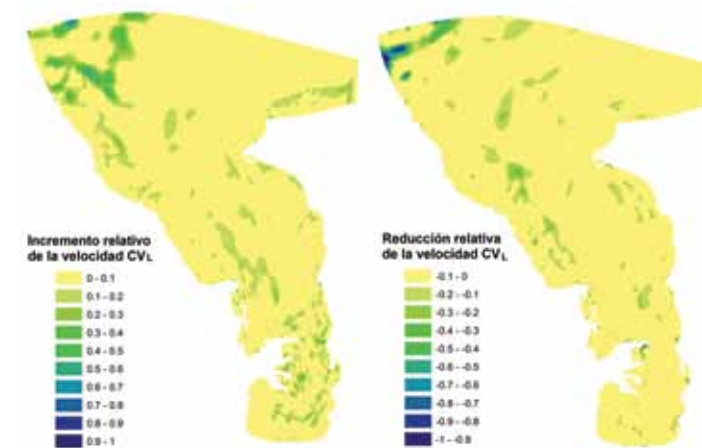 Incremento relativo
de la velocidad CVL
0 - 0.1
0.1 - 0.2
0.2 - 0.3
0.3 - 0.4
0.4 - 0.5
0.5 - 0.6
0.6 - 0.7
0.7 - 0.8
0.8 - 0.9
0.9 - 1
Reducción relativa
de la velocidad CVL
-0.1 - 0
-0.2 - -0.1
-0.3 - -0.2
-0.4 - -0.3
-0.5 - -0.4
-0.6 - -0.5
-0.7 - -0.6
-0.8 - -0.7
-0.9 - -0.8
-1 - -0.9